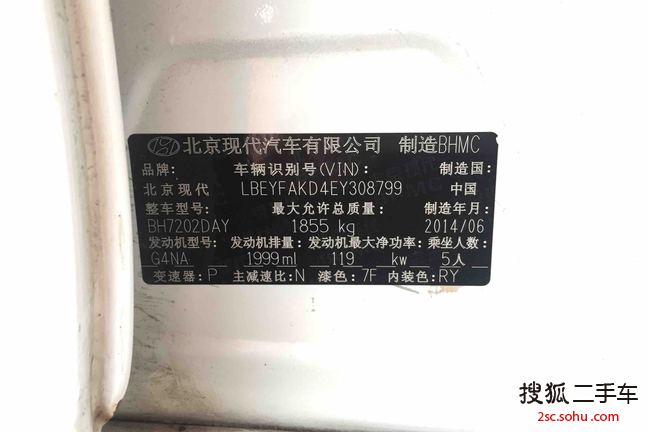 北京现代汽车有限公司 制造BHMC
品牌: 车辆识别号(VIN): 制造国:
北京现代 LBEYFAKD4EY308799 中国
整车型号: 最大允许总质量: 制造年月:
BH7202DAY 1855 kg 2014/06
发动机型号: 发动机排量: 发动机最大净功率: 乘坐人数:
G4NA 1999ml 119 kw 5人
变速器:P 主减速比:N 漆色:7F 内装色:RY
搜狐二手车
2sc.sohu.com